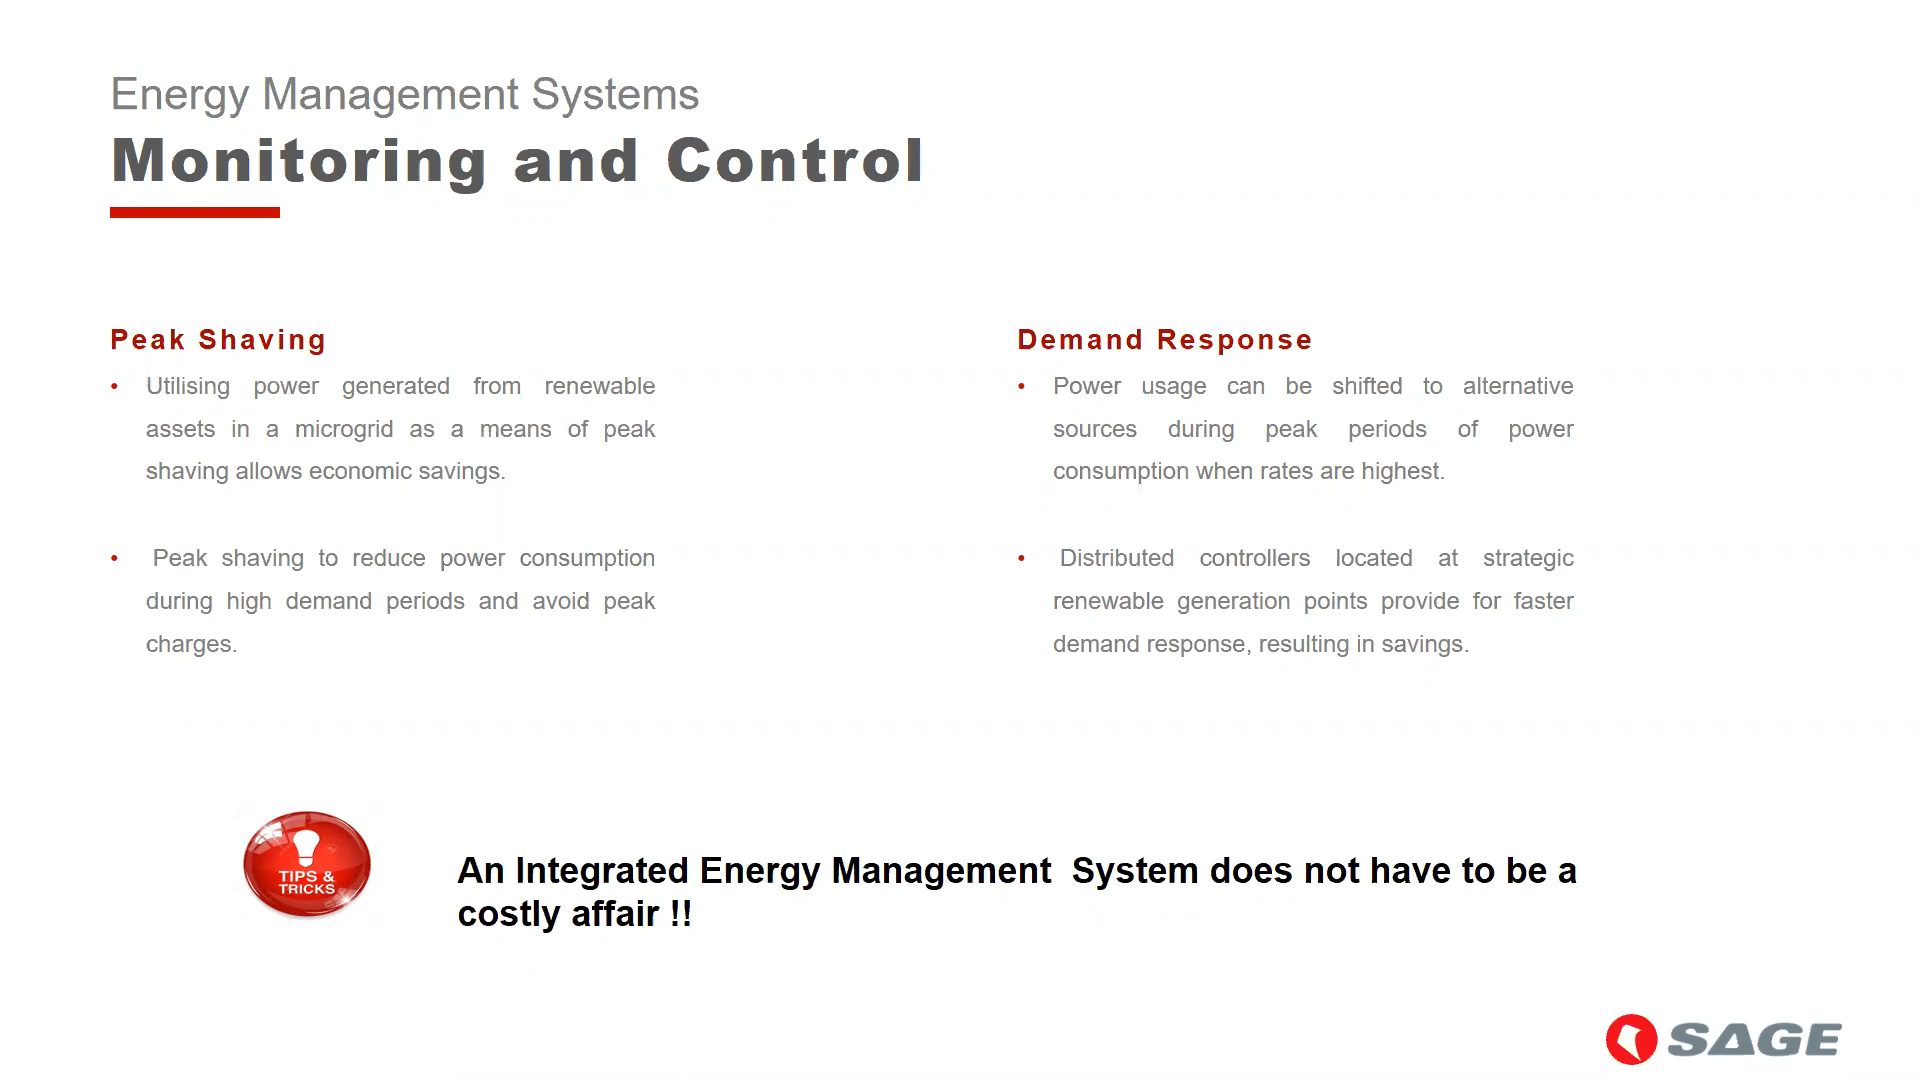 Energy Management Systems
Monitoring and Control
Peak Shaving
• Utilising power generated from renewable
assets in a microgrid as a means of peak
shaving allows economic savings.
• Peak shaving to reduce power consumption
during high demand periods and avoid peak
charges.
Demand Response
• Power usage can be shifted to alternative
sources during peak periods of power
consumption when rates are highest.
• Distributed controllers located at strategic
renewable generation points provide for faster
demand response, resulting in savings.
TIPS &
TRICKS
An Integrated Energy Management System does not have to be a
costly affair !!
SAGE